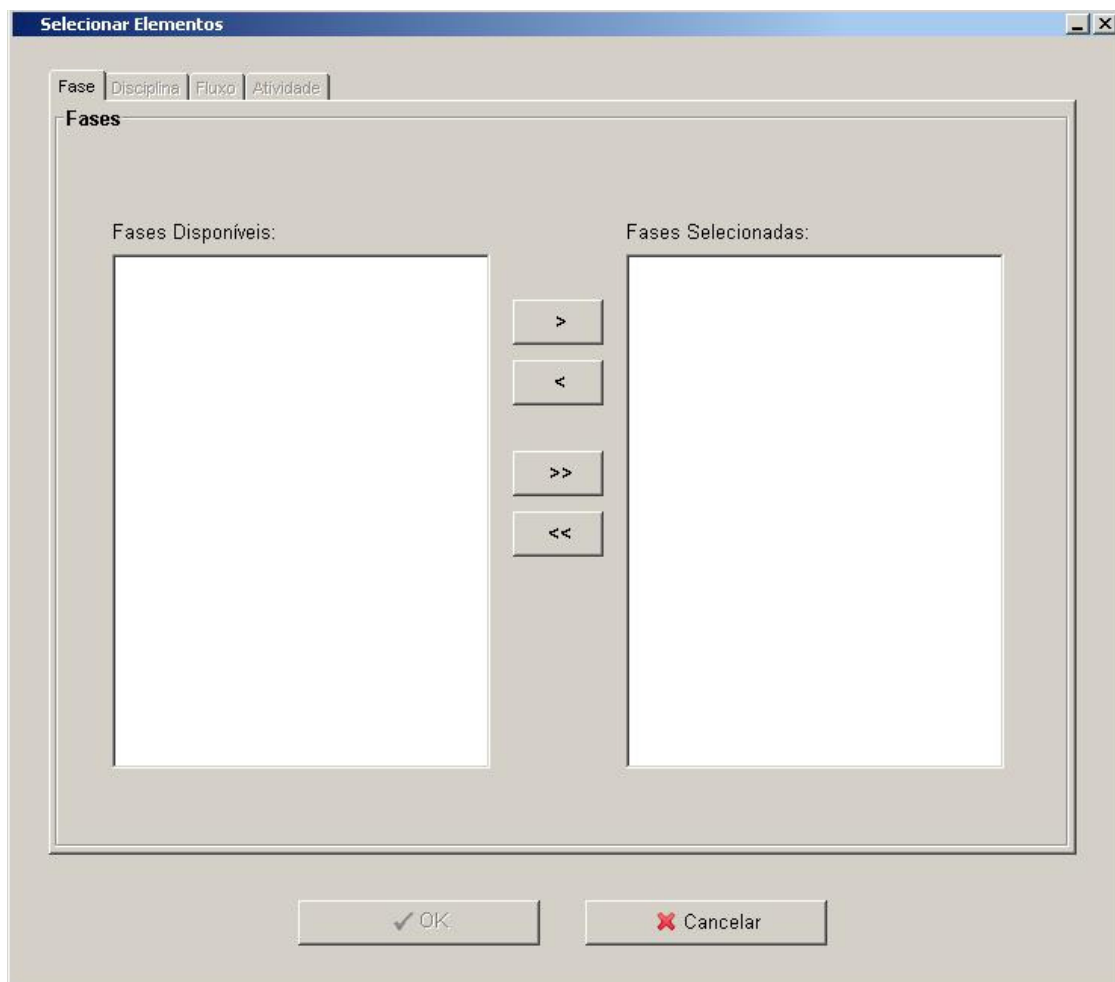 Selecionar Elementos
Fase Disciplina Fluxo Atividade
Fases
Fases Disponíveis: Fases Selecionadas:
>
<
>>
<<
OK Cancelar